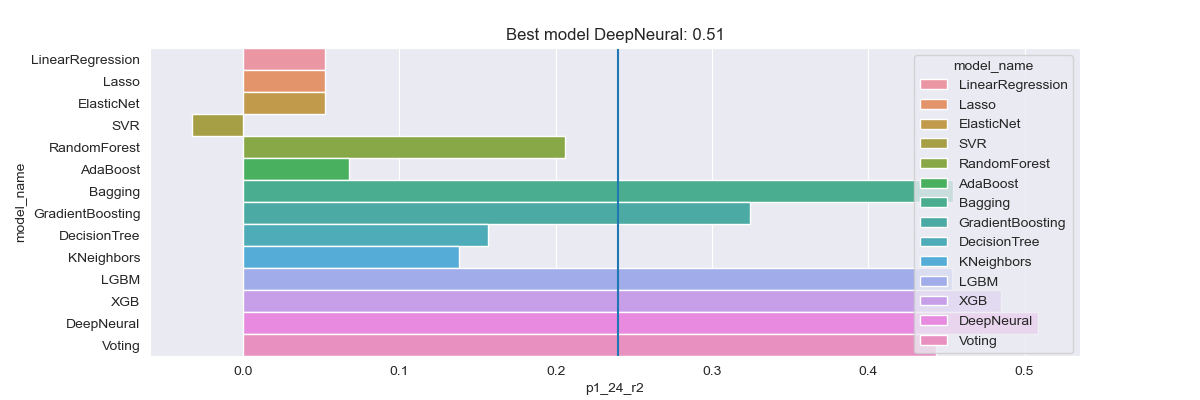 Best model DeepNeural: 0.51
LinearRegression
Lasso
ElasticNet
SVR
RandomForest
AdaBoost
Bagging
GradientBoosting
DecisionTree
KNeighbors
LGBM
XGB
DeepNeural
Voting
model_name
model_name
LinearRegression
Lasso
ElasticNet
SVR
RandomForest
AdaBoost
Bagging
GradientBoosting
DecisionTree
KNeighbors
LGBM
XGB
DeepNeural
Voting
0.0 0.1 0.2 0.3 0.4 0.5
p1_24_r2